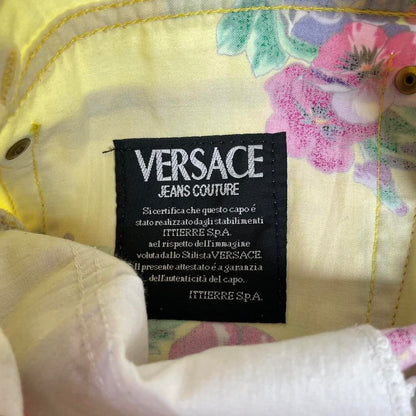 VERSACE
JEANS COUTURE
Si certifica che questo capo é
stato realizzato dagli stabilimenti
ITTIERRE S.p.A.
nel rispetto dell'immagine
voluta dallo Stilista VERSACE.
Il presente attestato é a garanzia
dell'autenticità del capo.
ITTIERRE S.p.A.